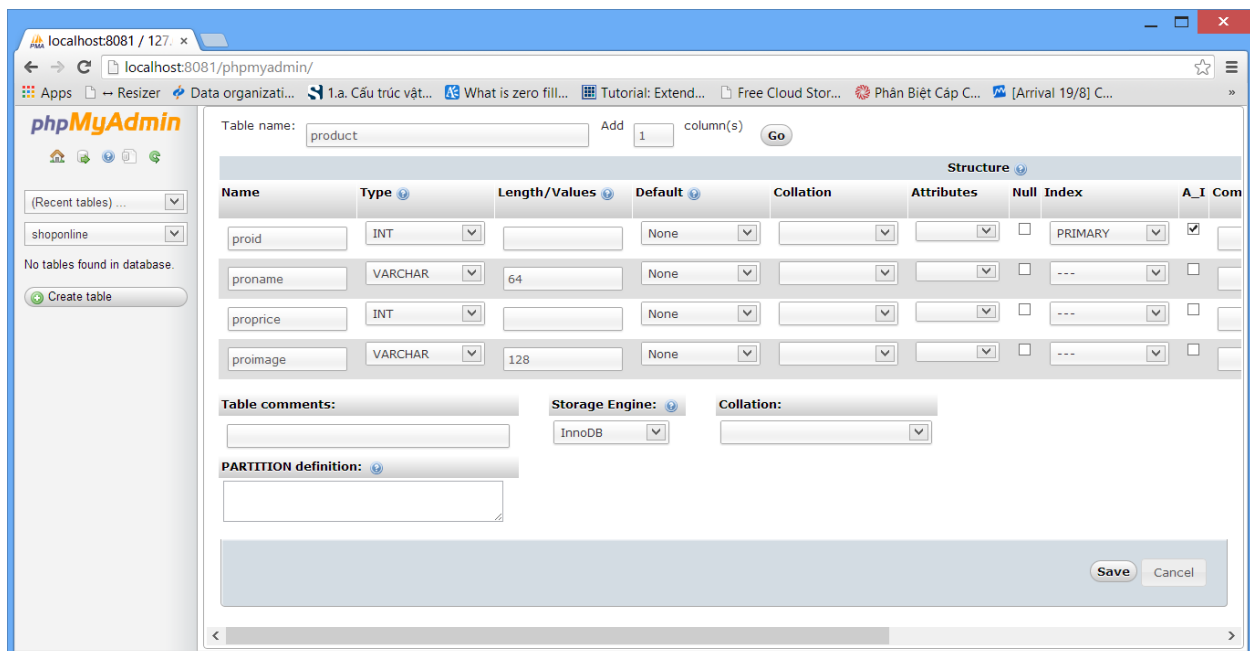 localhost:8081 / 127.
localhost:8081/phpmyadmin/
Apps ↔ Resizer Data organizati... 1.a. Cấu trúc vật... What is zero fill... Tutorial: Extend... Free Cloud Stor... Phân Biệt Cáp C... [Arrival 19/8] C... »
phpMyAdmin
(Recent tables) ...
shoponline
No tables found in database.
Create table
Table name: product Add 1 column(s) Go
Structure
Name Type Length/Values Default Collation Attributes Null Index A_I Com
proid INT None PRIMARY
proname VARCHAR 64 None ---
proprice INT None ---
proimage VARCHAR 128 None ---
Table comments: Storage Engine: Collation:
InnoDB
PARTITION definition:
Save Cancel